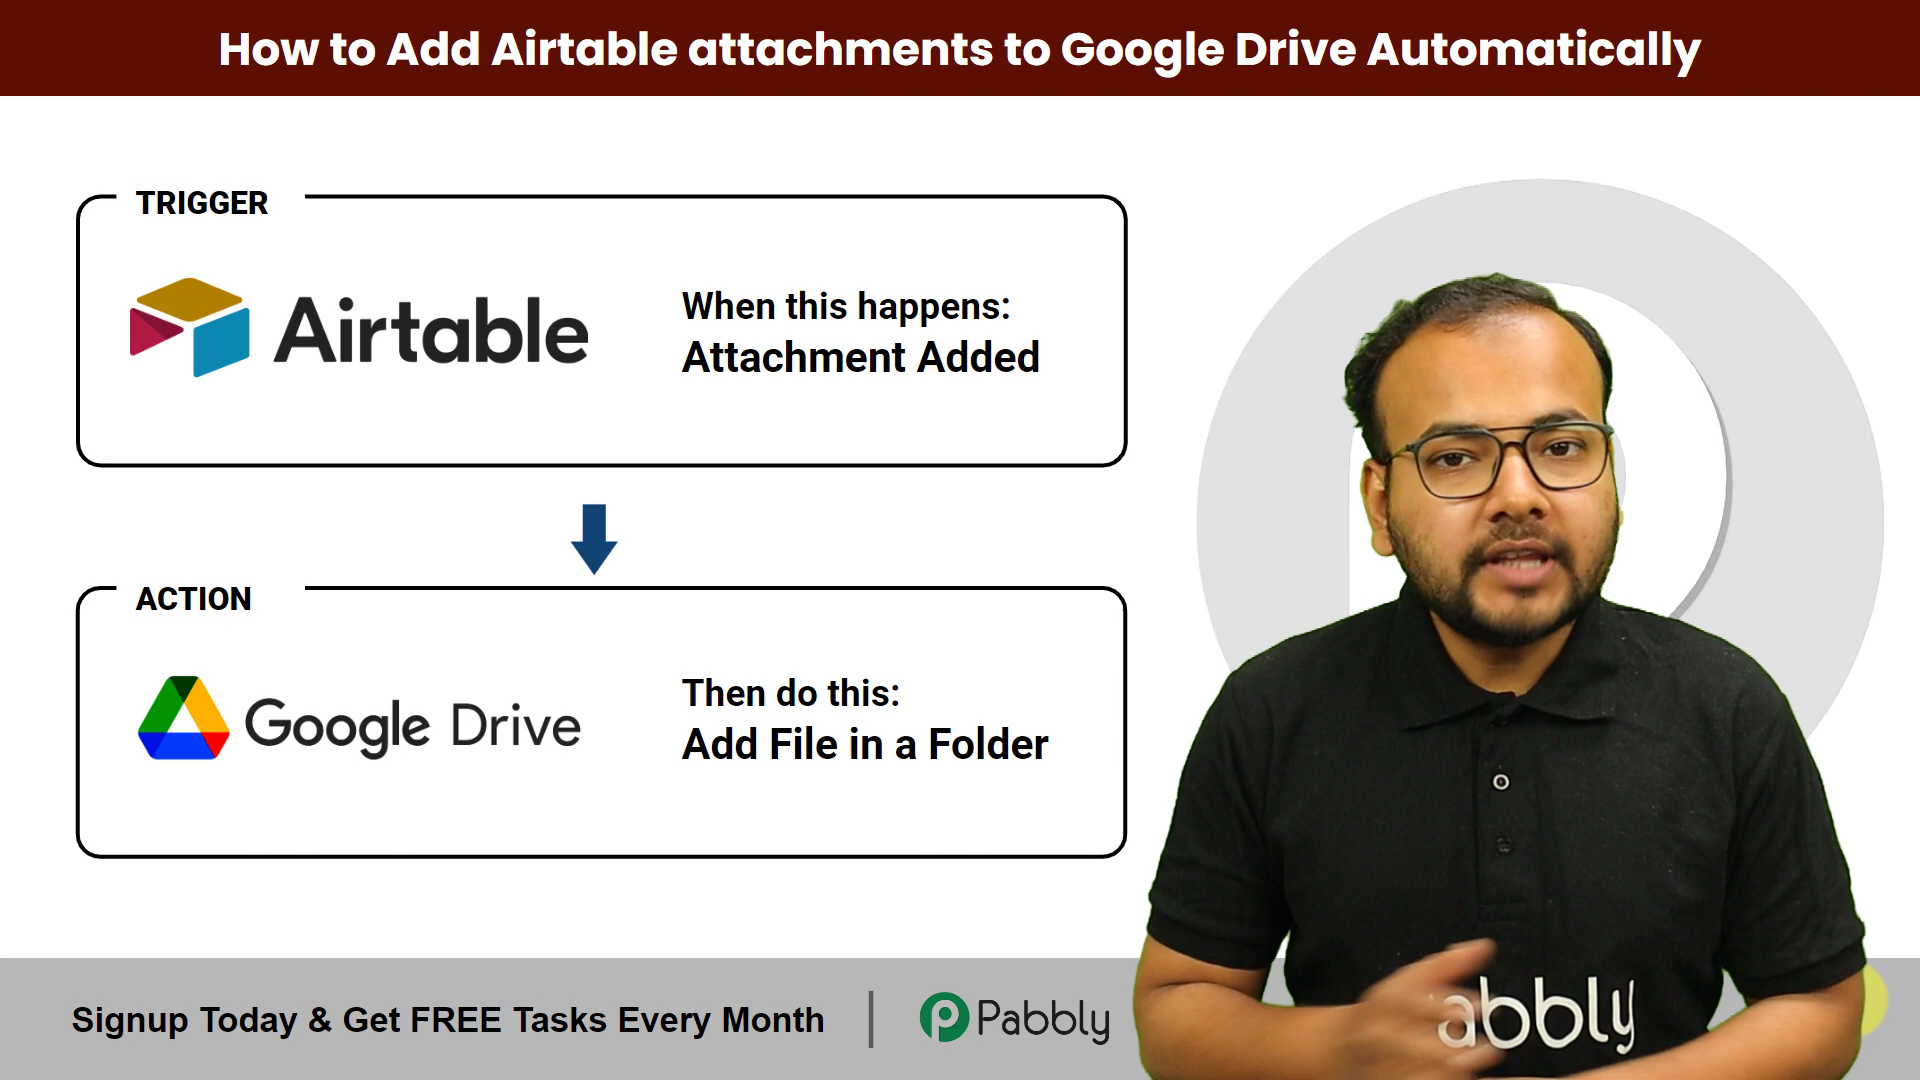 How to Add Airtable attachments to Google Drive Automatically
TRIGGER
Airtable
When this happens:
Attachment Added
ACTION
Google Drive
Then do this:
Add File in a Folder
Signup Today & Get FREE Tasks Every Month | Pabbly
abbly